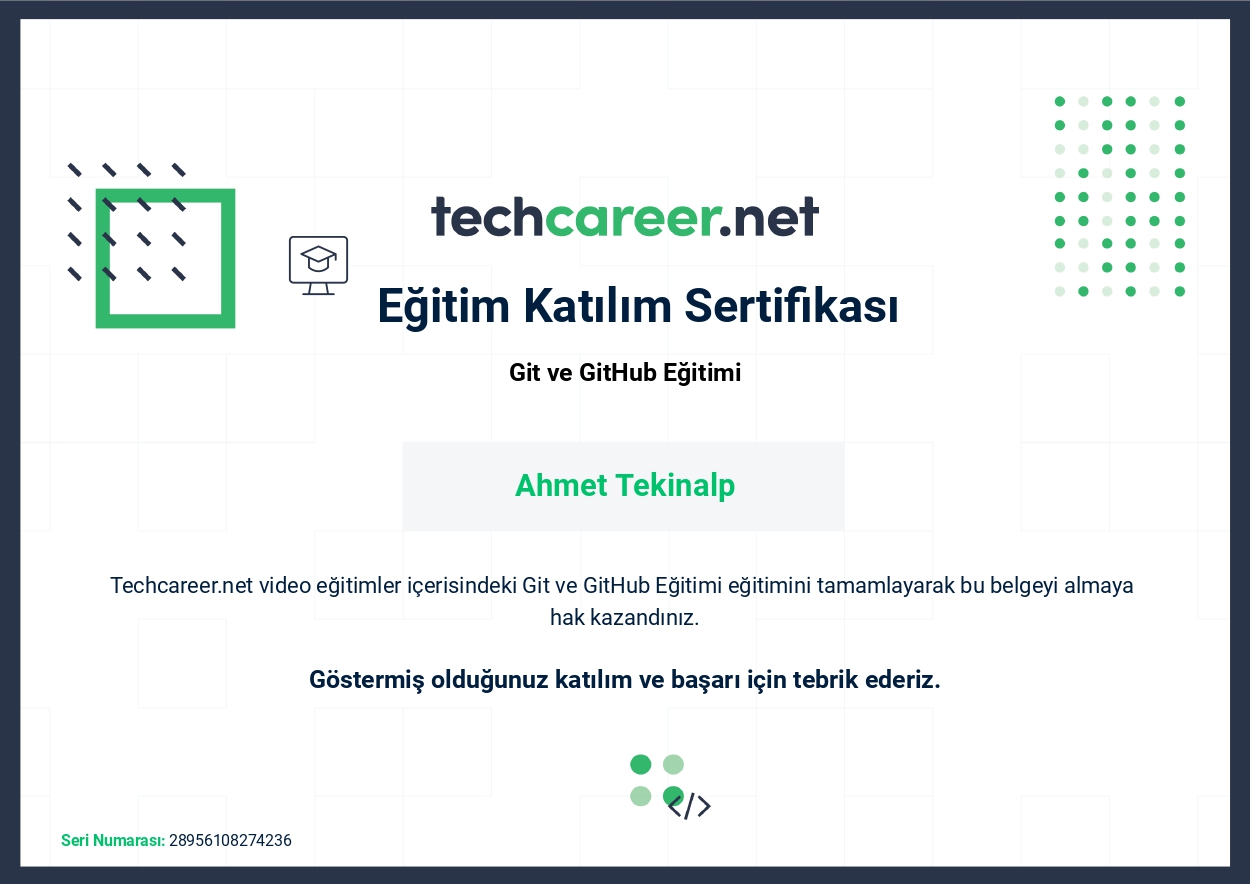 techcareer.net
Eğitim Katılım Sertifikası
Git ve GitHub Eğitimi
Ahmet Tekinalp
Techcareer.net video eğitimler içerisindeki Git ve GitHub Eğitimi eğitimini tamamlayarak bu belgeyi almaya
hak kazandınız.
Göstermiş olduğunuz katılım ve başarı için tebrik ederiz.
</>
Seri Numarası: 28956108274236